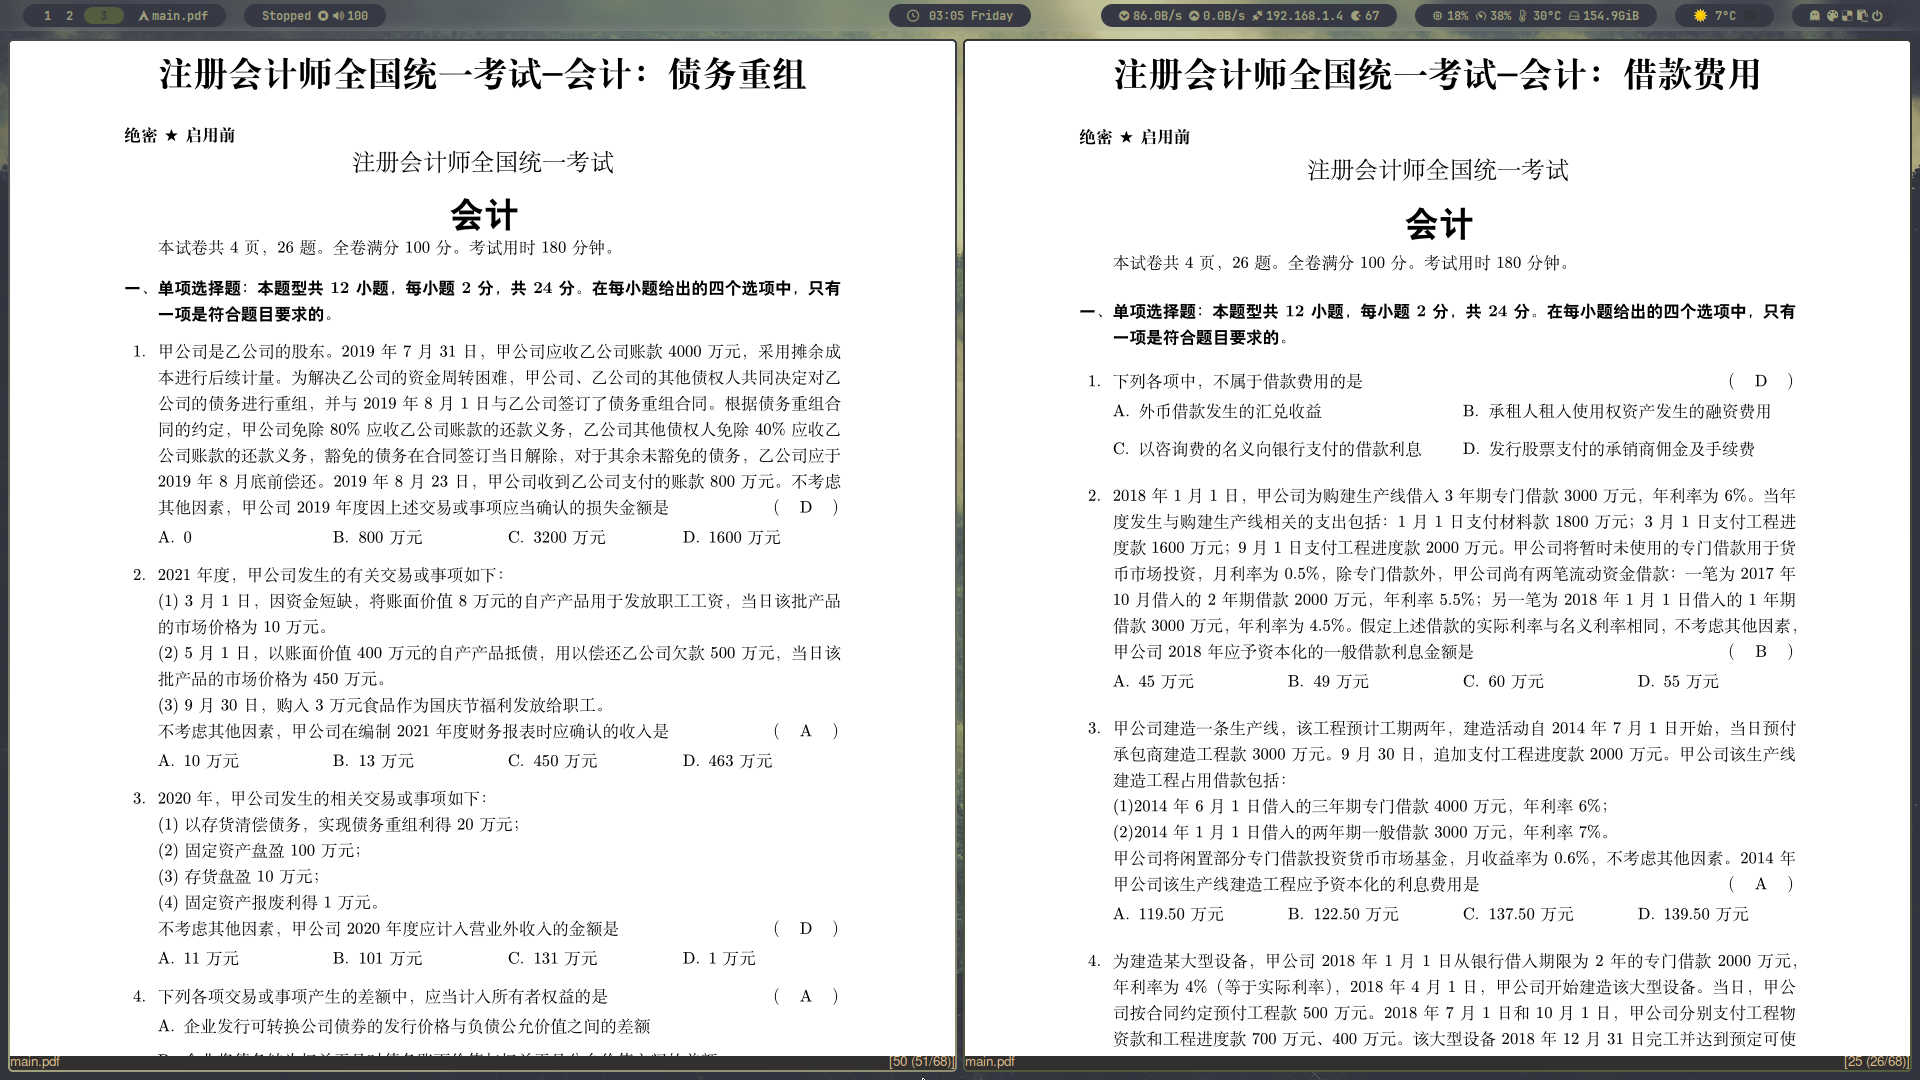 1 2 3 main.pdf Stopped 100 03:05 Friday 86.0B/s 0.0B/s 192.168.1.4 67 18% 38% 30°C 154.9GiB 7°C
注册会计师全国统一考试–会计：债务重组
绝密 ★ 启用前
注册会计师全国统一考试
会计
本试卷共 4 页，26 题。全卷满分 100 分。考试用时 180 分钟。
一、单项选择题：本题型共 12 小题，每小题 2 分，共 24 分。在每小题给出的四个选项中，只有
一项是符合题目要求的。
1. 甲公司是乙公司的股东。2019 年 7 月 31 日，甲公司应收乙公司账款 4000 万元，采用摊余成
本进行后续计量。为解决乙公司的资金周转困难，甲公司、乙公司的其他债权人共同决定对乙
公司的债务进行重组，并与 2019 年 8 月 1 日与乙公司签订了债务重组合同。根据债务重组合
同的约定，甲公司免除 80% 应收乙公司账款的还款义务，乙公司其他债权人免除 40% 应收乙
公司账款的还款义务，豁免的债务在合同签订当日解除，对于其余未豁免的债务，乙公司应于
2019 年 8 月底前偿还。2019 年 8 月 23 日，甲公司收到乙公司支付的账款 800 万元。不考虑
其他因素，甲公司 2019 年度因上述交易或事项应当确认的损失金额是 （ D ）
A. 0 B. 800 万元 C. 3200 万元 D. 1600 万元
2. 2021 年度，甲公司发生的有关交易或事项如下：
(1) 3 月 1 日，因资金短缺，将账面价值 8 万元的自产产品用于发放职工工资，当日该批产品
的市场价格为 10 万元。
(2) 5 月 1 日，以账面价值 400 万元的自产产品抵债，用以偿还乙公司欠款 500 万元，当日该
批产品的市场价格为 450 万元。
(3) 9 月 30 日，购入 3 万元食品作为国庆节福利发放给职工。
不考虑其他因素，甲公司在编制 2021 年度财务报表时应确认的收入是 （ A ）
A. 10 万元 B. 13 万元 C. 450 万元 D. 463 万元
3. 2020 年，甲公司发生的相关交易或事项如下：
(1) 以存货清偿债务，实现债务重组利得 20 万元；
(2) 固定资产盘盈 100 万元；
(3) 存货盘盈 10 万元；
(4) 固定资产报废利得 1 万元。
不考虑其他因素，甲公司 2020 年度应计入营业外收入的金额是 （ D ）
A. 11 万元 B. 101 万元 C. 131 万元 D. 1 万元
4. 下列各项交易或事项产生的差额中，应当计入所有者权益的是 （ A ）
A. 企业发行可转换公司债券的发行价格与负债公允价值之间的差额
main.pdf [50 (51/68)]
注册会计师全国统一考试–会计：借款费用
绝密 ★ 启用前
注册会计师全国统一考试
会计
本试卷共 4 页，26 题。全卷满分 100 分。考试用时 180 分钟。
一、单项选择题：本题型共 12 小题，每小题 2 分，共 24 分。在每小题给出的四个选项中，只有
一项是符合题目要求的。
1. 下列各项中，不属于借款费用的是 （ D ）
A. 外币借款发生的汇兑收益 B. 承租人租入使用权资产发生的融资费用
C. 以咨询费的名义向银行支付的借款利息 D. 发行股票支付的承销商佣金及手续费
2. 2018 年 1 月 1 日，甲公司为购建生产线借入 3 年期专门借款 3000 万元，年利率为 6%。当年
度发生与购建生产线相关的支出包括：1 月 1 日支付材料款 1800 万元；3 月 1 日支付工程进
度款 1600 万元；9 月 1 日支付工程进度款 2000 万元。甲公司将暂时未使用的专门借款用于货
币市场投资，月利率为 0.5%，除专门借款外，甲公司尚有两笔流动资金借款：一笔为 2017 年
10 月借入的 2 年期借款 2000 万元，年利率 5.5%；另一笔为 2018 年 1 月 1 日借入的 1 年期
借款 3000 万元，年利率为 4.5%。假定上述借款的实际利率与名义利率相同，不考虑其他因素，
甲公司 2018 年应予资本化的一般借款利息金额是 （ B ）
A. 45 万元 B. 49 万元 C. 60 万元 D. 55 万元
3. 甲公司建造一条生产线，该工程预计工期两年，建造活动自 2014 年 7 月 1 日开始，当日预付
承包商建造工程款 3000 万元。9 月 30 日，追加支付工程进度款 2000 万元。甲公司该生产线
建造工程占用借款包括：
(1)2014 年 6 月 1 日借入的三年期专门借款 4000 万元，年利率 6%；
(2)2014 年 1 月 1 日借入的两年期一般借款 3000 万元，年利率 7%。
甲公司将闲置部分专门借款投资货币市场基金，月收益率为 0.6%，不考虑其他因素。2014 年
甲公司该生产线建造工程应予资本化的利息费用是 （ A ）
A. 119.50 万元 B. 122.50 万元 C. 137.50 万元 D. 139.50 万元
4. 为建造某大型设备，甲公司 2018 年 1 月 1 日从银行借入期限为 2 年的专门借款 2000 万元，
年利率为 4%（等于实际利率），2018 年 4 月 1 日，甲公司开始建造该大型设备。当日，甲公
司按合同约定预付工程款 500 万元。2018 年 7 月 1 日和 10 月 1 日，甲公司分别支付工程物
资款和工程进度款 700 万元、400 万元。该大型设备 2018 年 12 月 31 日完工并达到预定可使
main.pdf [25 (26/68)]